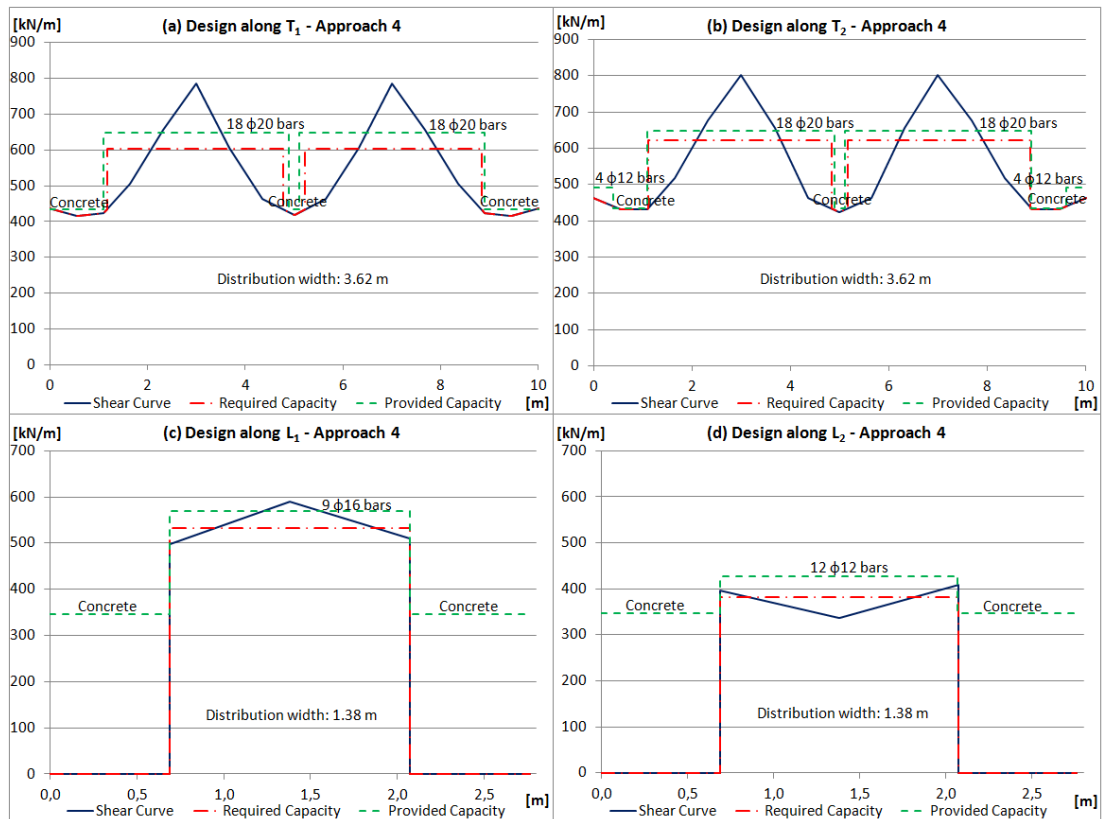 [kN/m]
(a) Design along T₁ - Approach 4
900
800
700
600
500
400
300
200
100
0
18 ϕ20 bars
18 ϕ20 bars
Concrete
Concrete
Concrete
Distribution width: 3.62 m
0 2 4 6 8 10
Shear Curve Required Capacity Provided Capacity [m]
[kN/m]
(b) Design along T₂ - Approach 4
900
800
700
600
500
400
300
200
100
0
18 ϕ20 bars
18 ϕ20 bars
4 ϕ12 bars
4 ϕ12 bars
Concrete
Concrete
Concrete
Distribution width: 3.62 m
0 2 4 6 8 10
Shear Curve Required Capacity Provided Capacity [m]
[kN/m]
(c) Design along L₁ - Approach 4
700
600
500
400
300
200
100
0
9 ϕ16 bars
Concrete
Concrete
Distribution width: 1.38 m
0,0 0,5 1,0 1,5 2,0 2,5
Shear Curve Required Capacity Provided Capacity [m]
[kN/m]
(d) Design along L₂ - Approach 4
700
600
500
400
300
200
100
0
12 ϕ12 bars
Concrete
Concrete
Distribution width: 1.38 m
0,0 0,5 1,0 1,5 2,0 2,5
Shear Curve Required Capacity Provided Capacity [m]